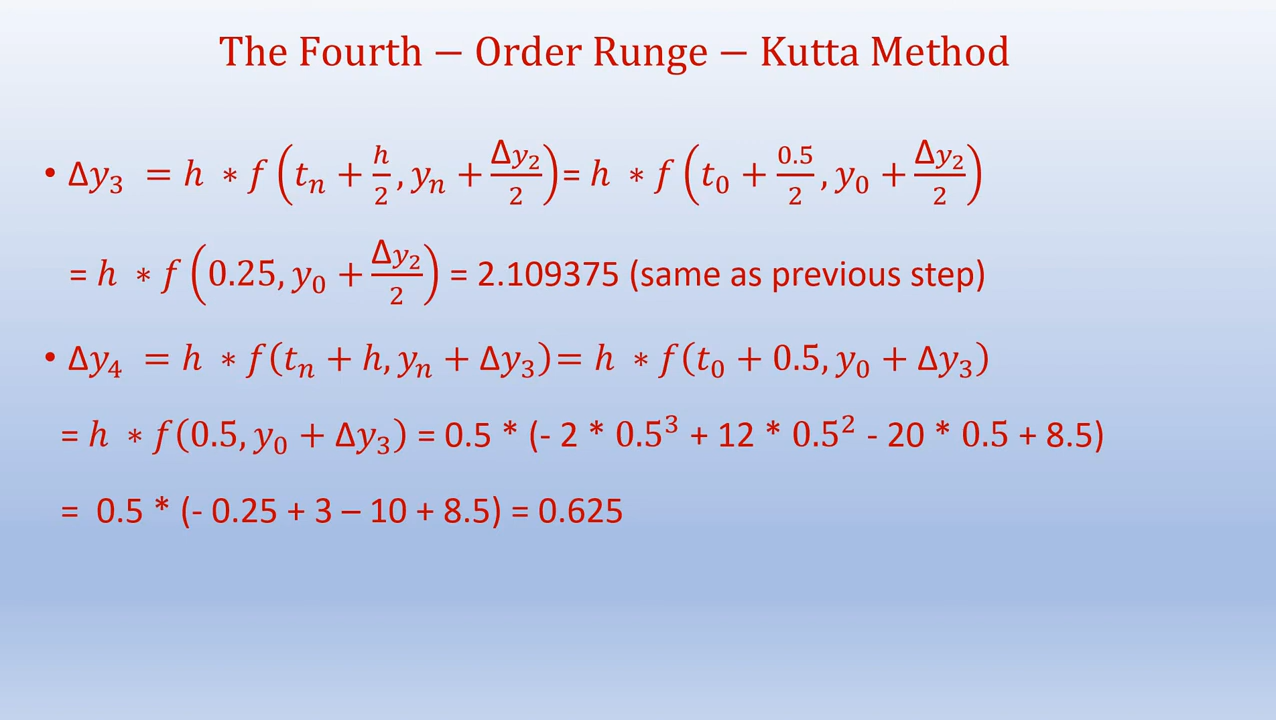 The Fourth − Order Runge − Kutta Method
• Δy₃ = h ∗ f(tₙ + h/2, yₙ + Δy₂/2) = h ∗ f(t₀ + 0.5/2, y₀ + Δy₂/2)
= h ∗ f(0.25, y₀ + Δy₂/2) = 2.109375 (same as previous step)
• Δy₄ = h ∗ f(tₙ + h, yₙ + Δy₃) = h ∗ f(t₀ + 0.5, y₀ + Δy₃)
= h ∗ f(0.5, y₀ + Δy₃) = 0.5 * (- 2 * 0.5³ + 12 * 0.5² - 20 * 0.5 + 8.5)
= 0.5 * (- 0.25 + 3 – 10 + 8.5) = 0.625